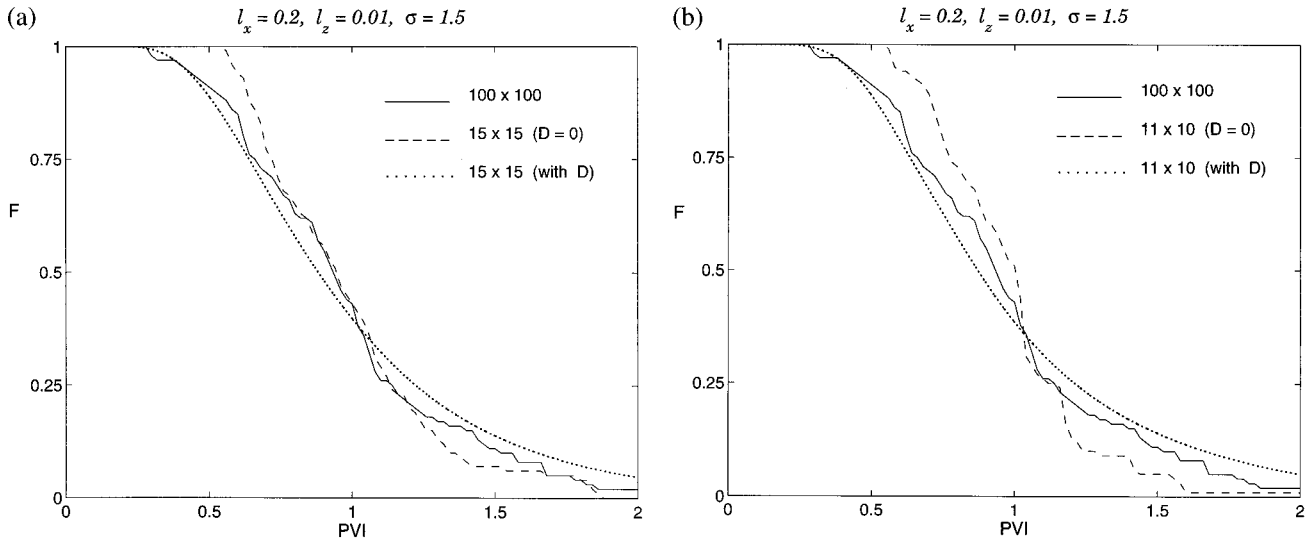 (a)
l_x = 0.2, l_z = 0.01, σ = 1.5
1
0.75
0.5
0.25
0
F
100 x 100
15 x 15 (D = 0)
15 x 15 (with D)
0
0.5
1
1.5
2
PVI
(b)
l_x = 0.2, l_z = 0.01, σ = 1.5
1
0.75
0.5
0.25
0
F
100 x 100
11 x 10 (D = 0)
11 x 10 (with D)
0
0.5
1
1.5
2
PVI